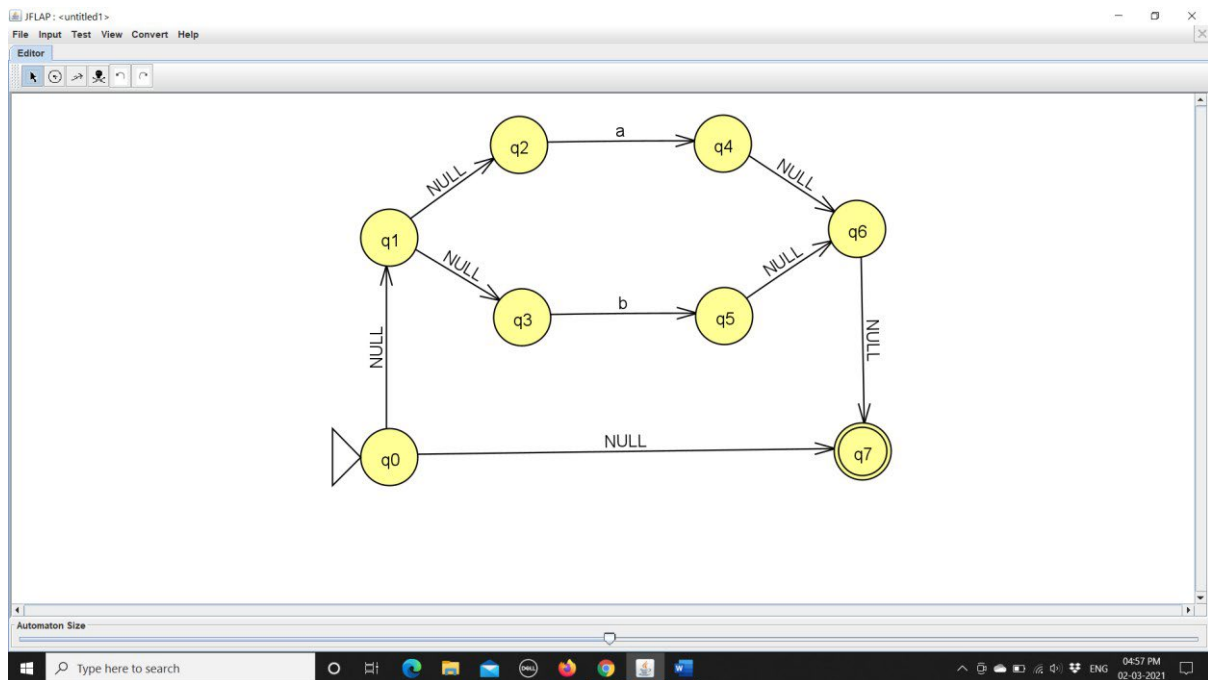 JFLAP : <untitled1>
File Input Test View Convert Help
Editor
q2
a
q4
NULL
NULL
q1
q6
NULL
NULL
q3
b
q5
NULL
NULL
NULL
q0
q7
Automaton Size
Type here to search
DELL
W
ENG
04:57 PM
02-03-2021